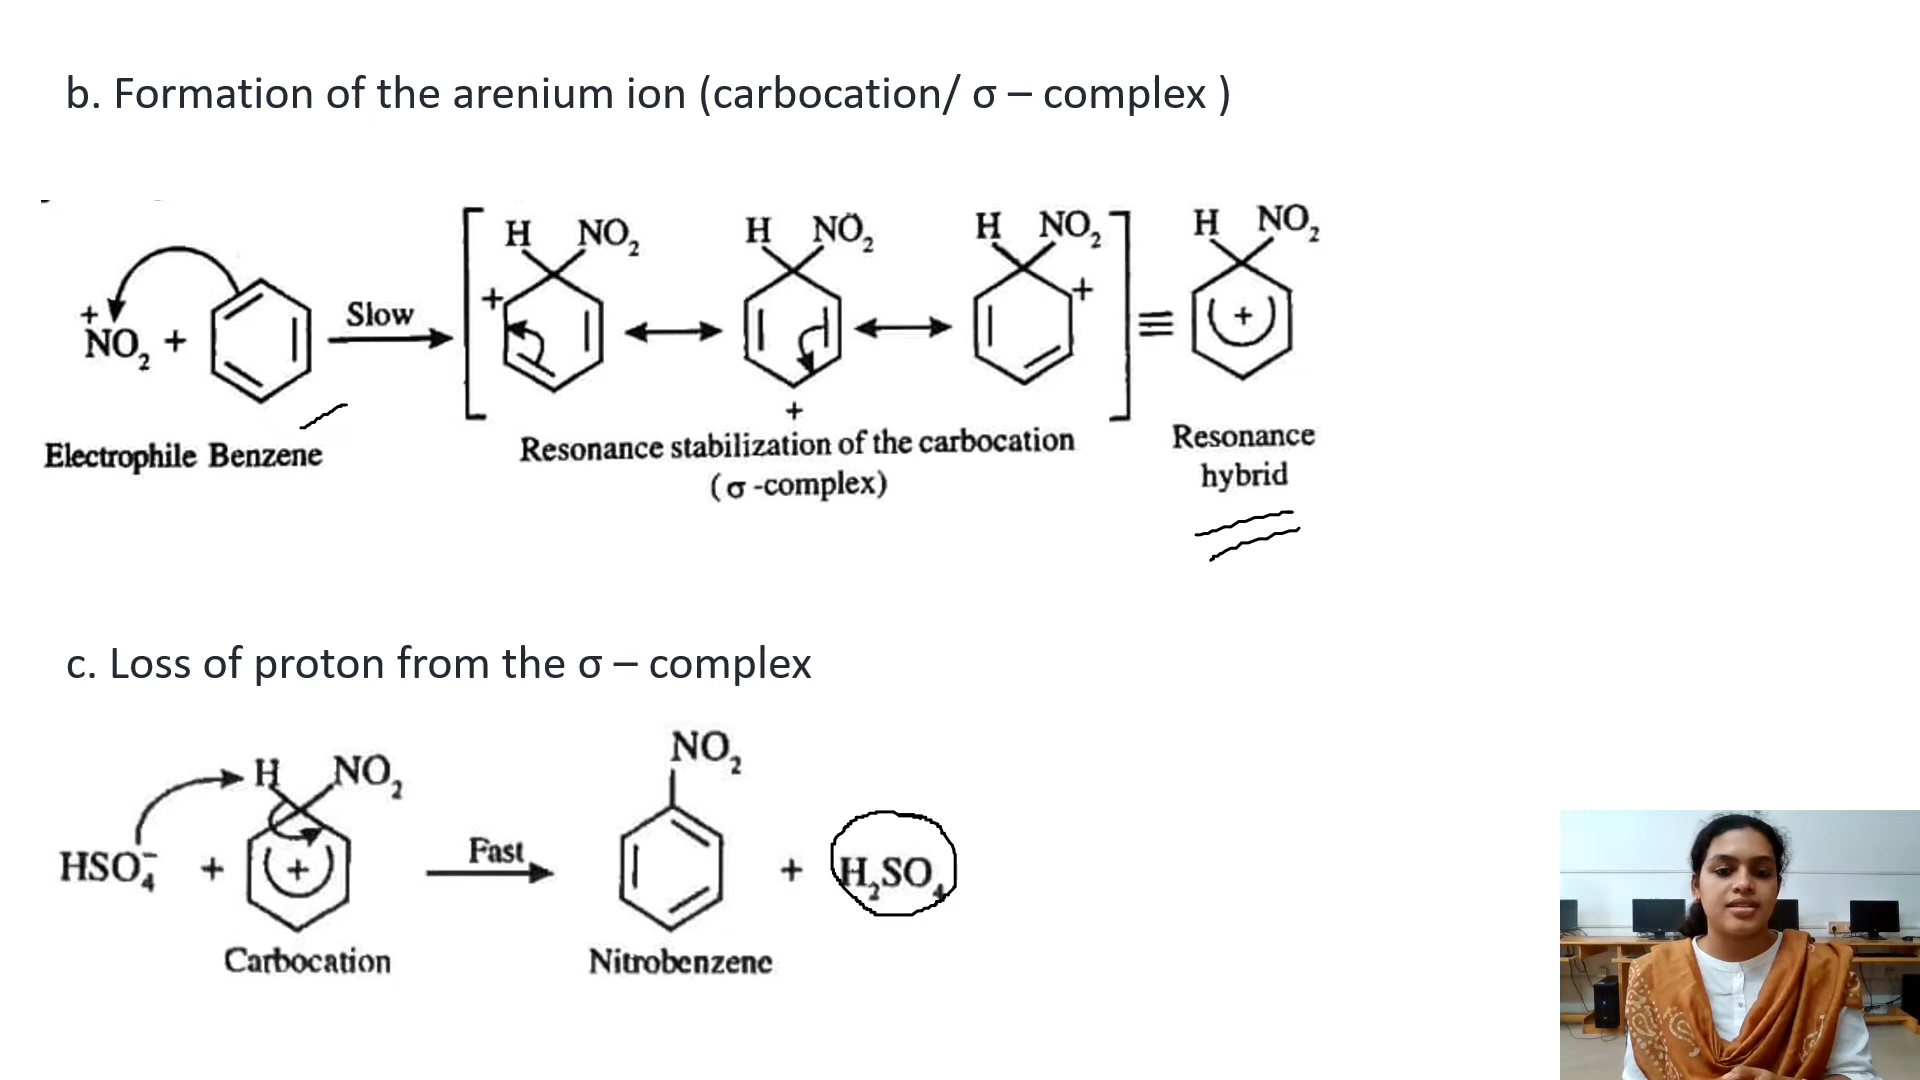 b. Formation of the arenium ion (carbocation/ σ – complex )
H NO₂ H NO₂ H NO₂ H NO₂
+ + +
NO₂ + Slow ≡
+
+
Electrophile Benzene
Resonance stabilization of the carbocation
(σ -complex)
Resonance
hybrid
c. Loss of proton from the σ – complex
NO₂
H NO₂
HSO₄⁻ + + Fast + H₂SO₄
Carbocation
Nitrobenzene